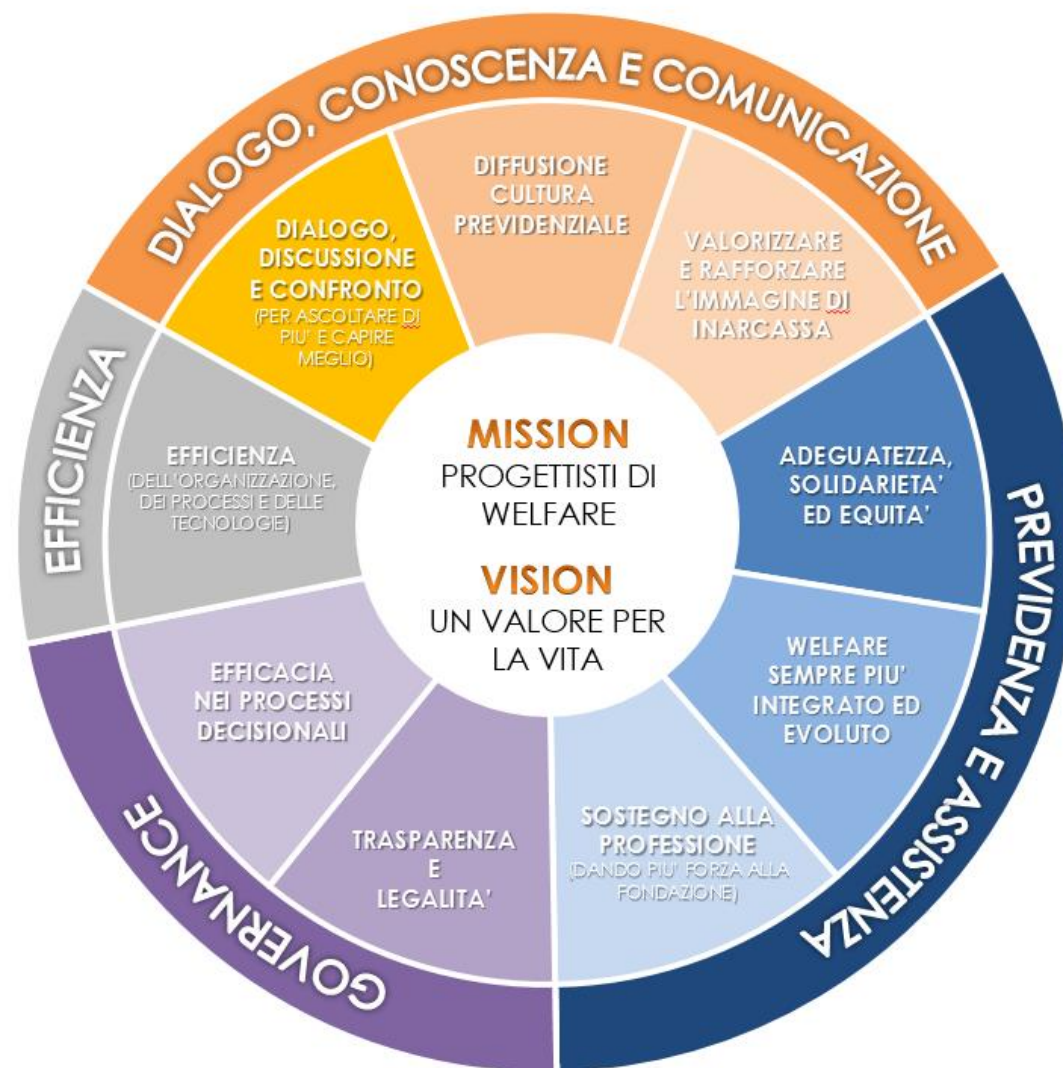 DIALOGO, CONOSCENZA E COMUNICAZIONE
DIALOGO,
DISCUSSIONE
E CONFRONTO
(PER ASCOLTARE DI
PIU' E CAPIRE
MEGLIO)
DIFFUSIONE
CULTURA
PREVIDENZIALE
VALORIZZARE
E RAFFORZARE
L'IMMAGINE DI
INARCASSA
PREVIDENZA E ASSISTENZA
ADEGUATEZZA,
SOLIDARIETA'
ED EQUITA'
WELFARE
SEMPRE PIU'
INTEGRATO ED
EVOLUTO
SOSTEGNO ALLA
PROFESSIONE
(DANDO PIU' FORZA ALLA
FONDAZIONE)
GOVERNANCE
TRASPARENZA
E
LEGALITA'
EFFICACIA
NEI PROCESSI
DECISIONALI
EFFICIENZA
EFFICIENZA
(DELL'ORGANIZZAZIONE,
DEI PROCESSI E DELLE
TECNOLOGIE)
MISSION
PROGETTISTI DI
WELFARE
VISION
UN VALORE PER
LA VITA